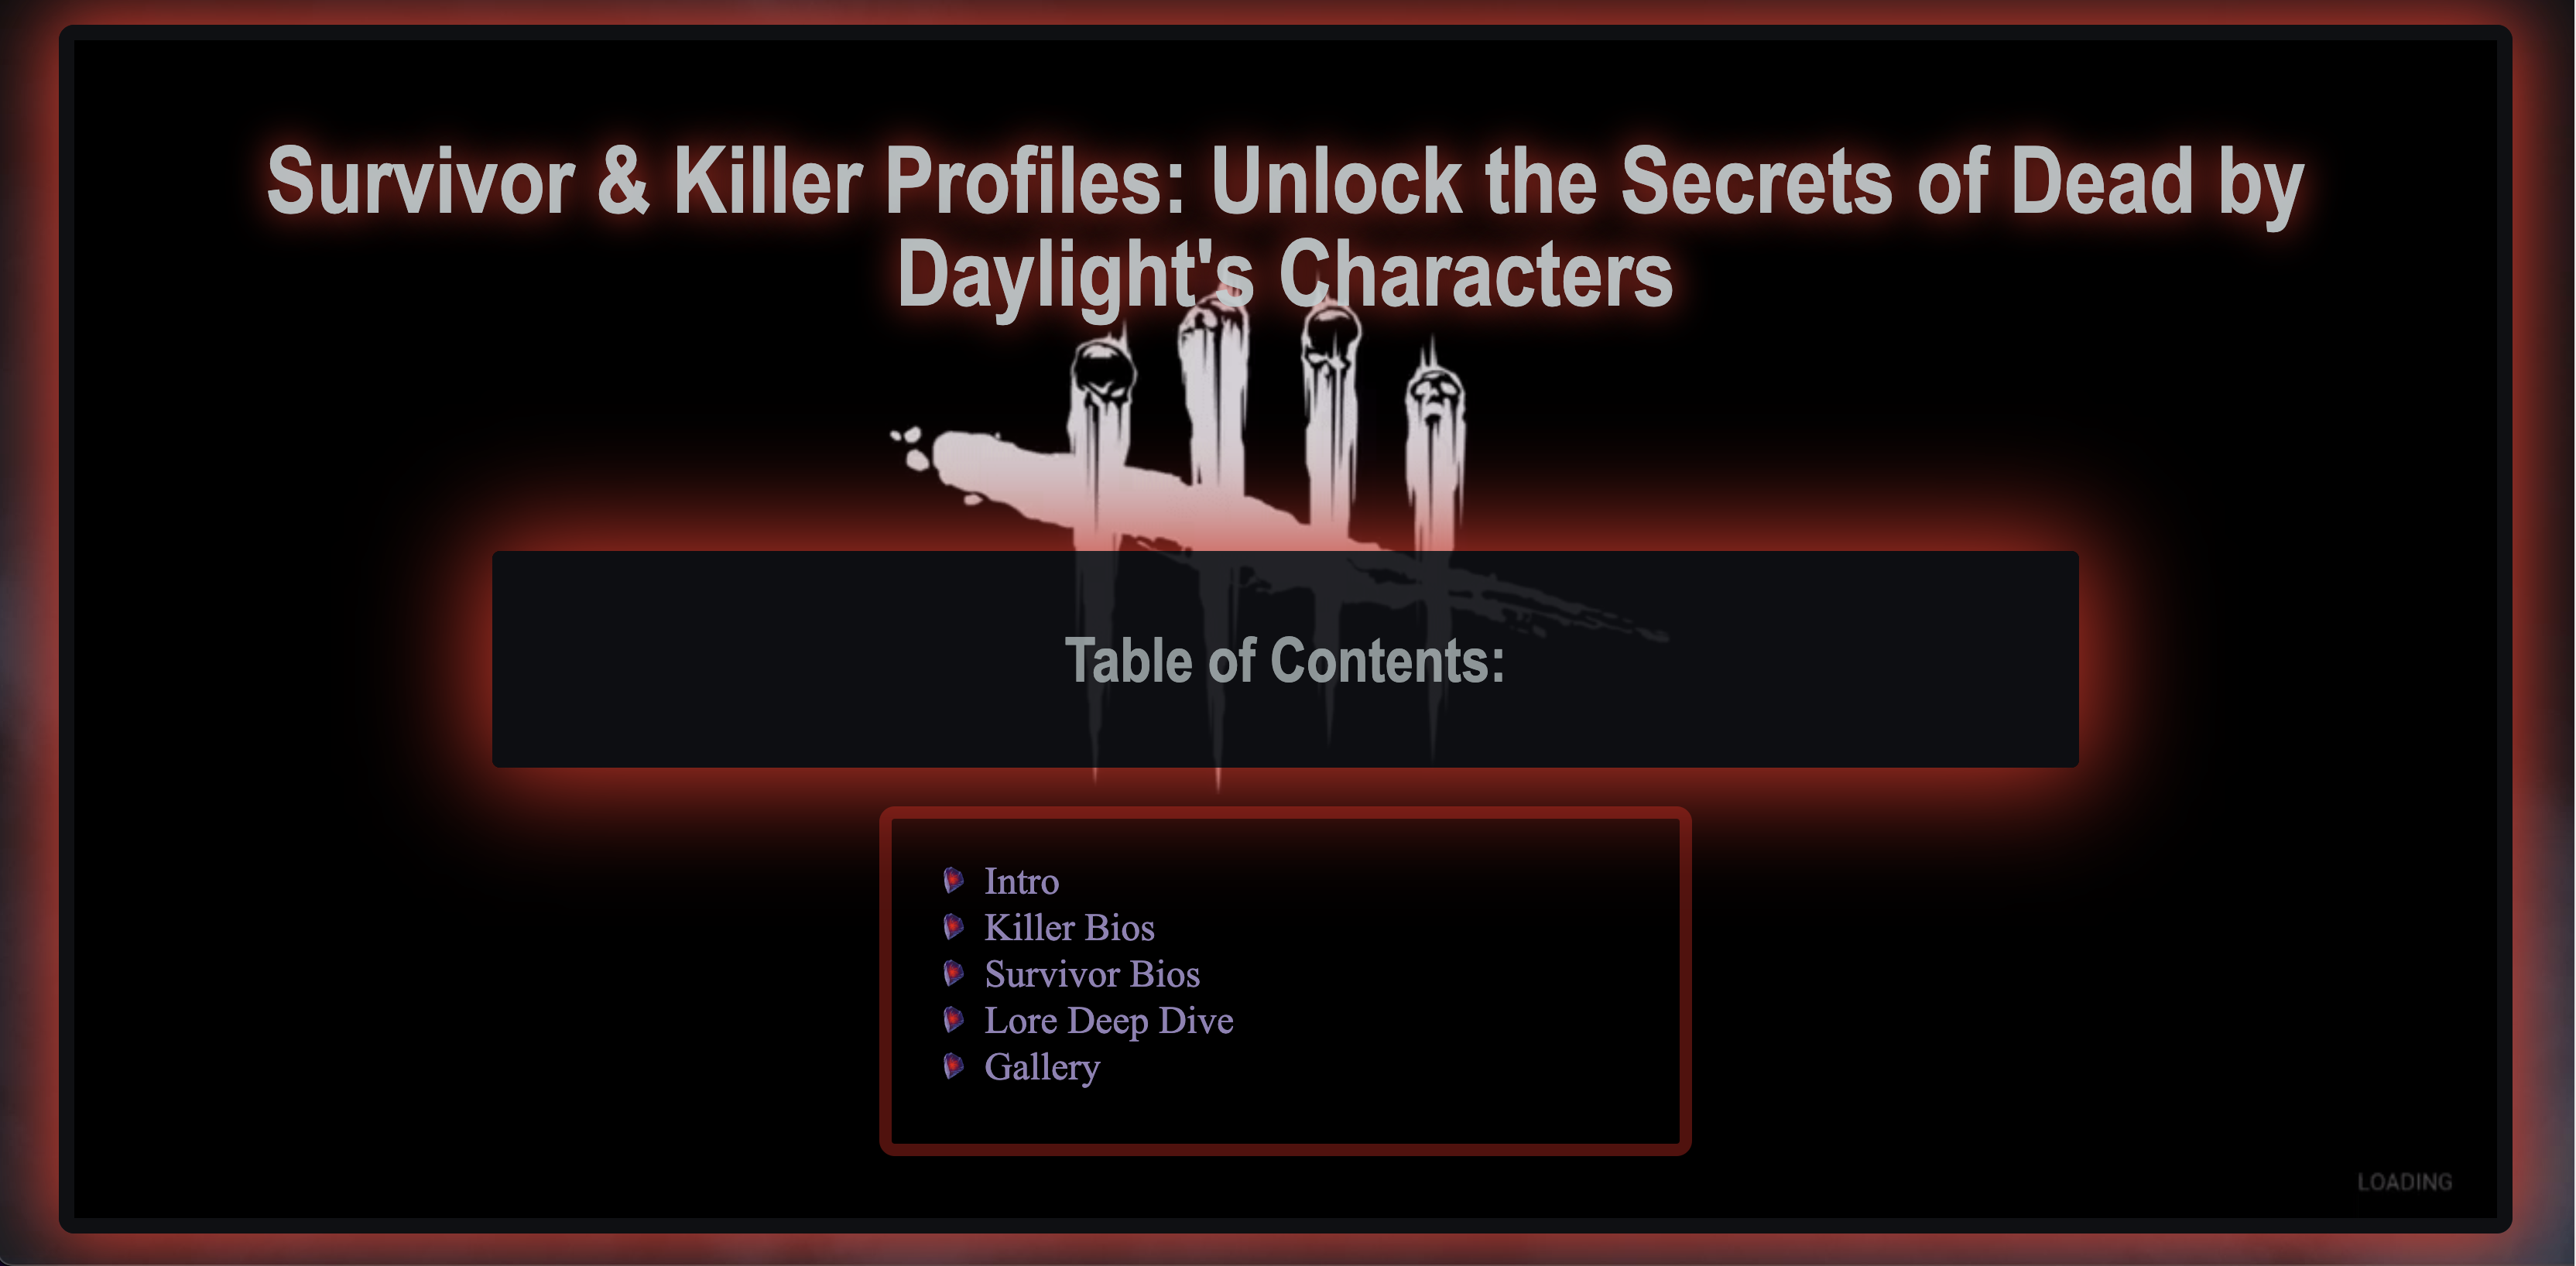 Survivor & Killer Profiles: Unlock the Secrets of Dead by
Daylight's Characters
Table of Contents:
Intro
Killer Bios
Survivor Bios
Lore Deep Dive
Gallery
LOADING